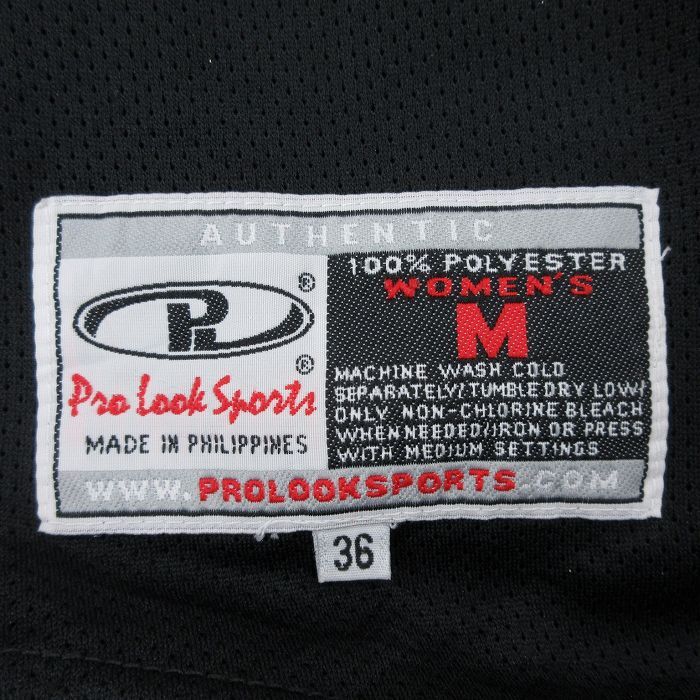 AUTHENTIC
®
P
®
Pro Look Sports
MADE IN PHILIPPINES
100% POLYESTER
WOMEN'S
M
MACHINE WASH COLD
SEPARATELY/TUMBLE DRY LOW/
ONLY NON-CHLORINE BLEACH
WHEN NEEDED/IRON OR PRESS
WITH MEDIUM SETTINGS
WWW.PROLOOKSPORTS.COM
36